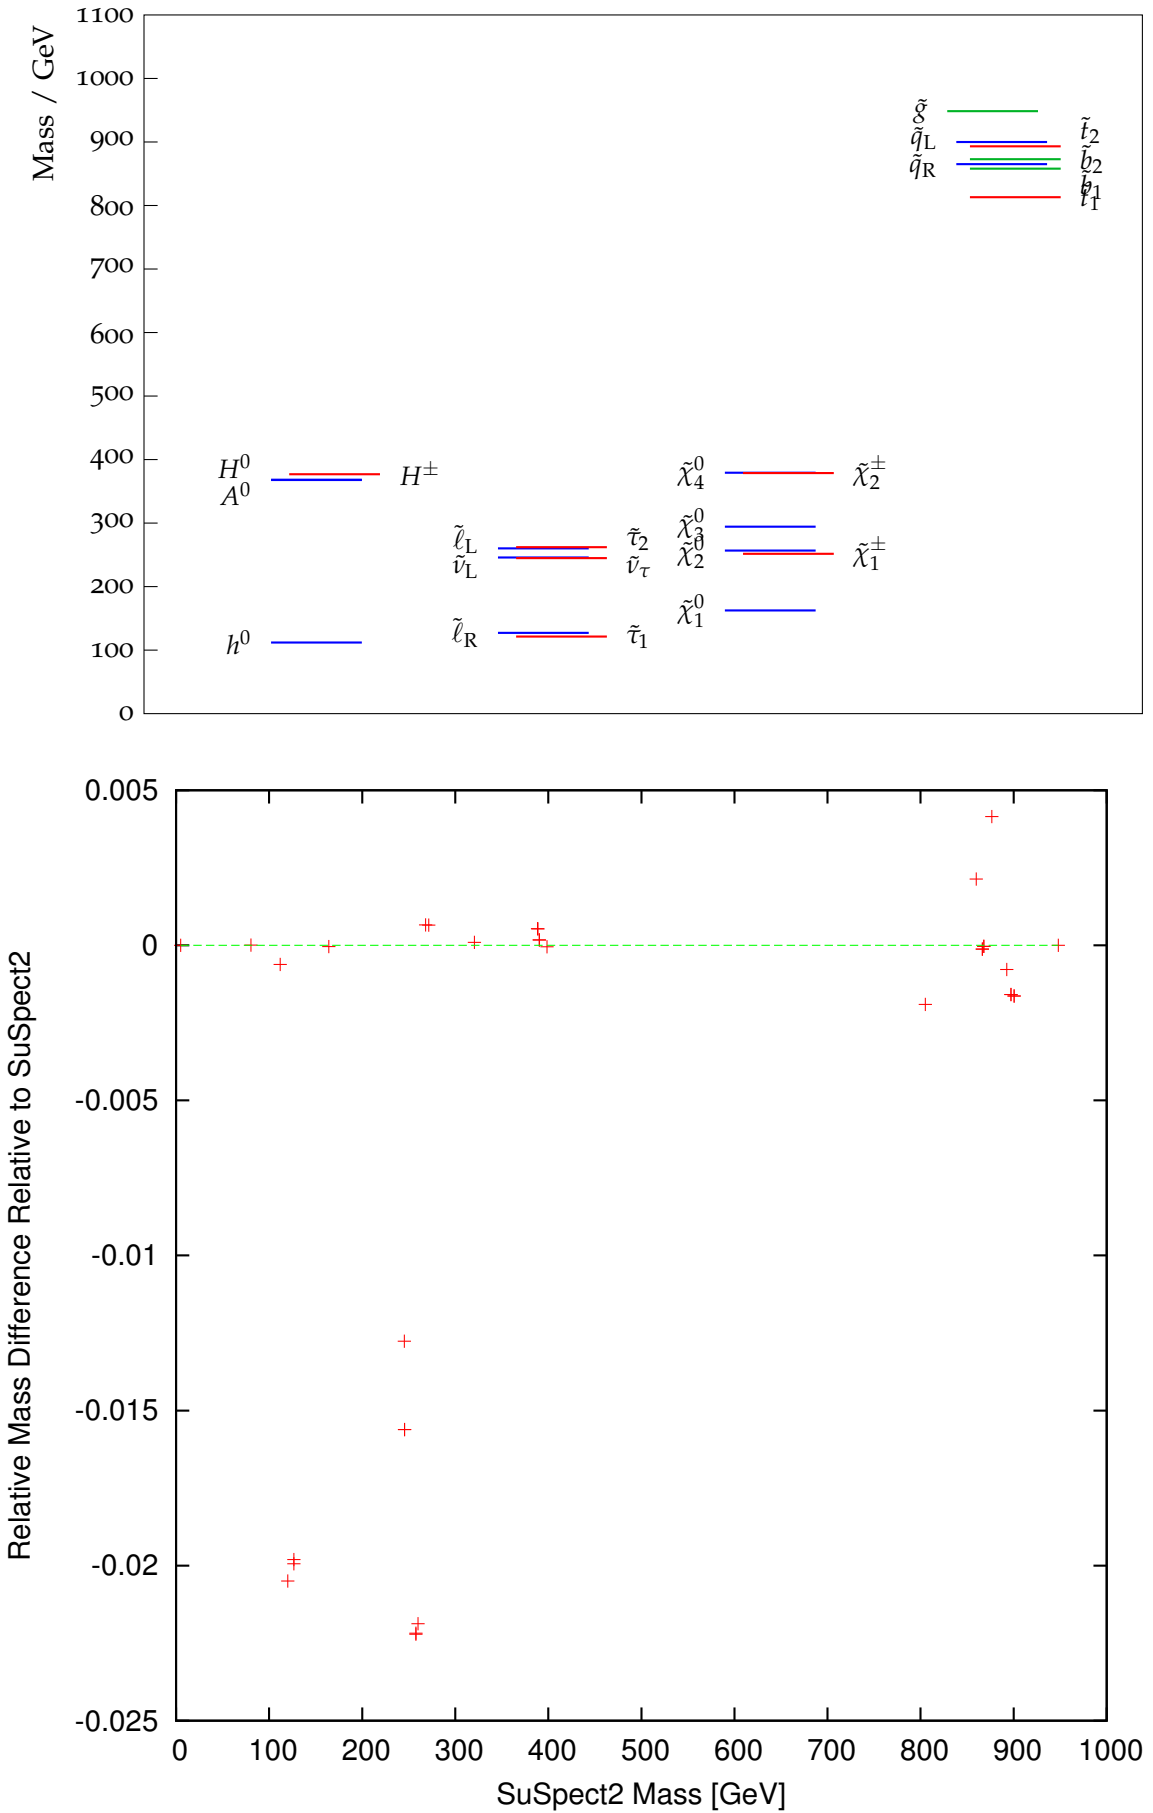 1100
1000
900
800
700
600
500
400
300
200
100
0
Mass / GeV
g̃
q̃L
q̃R
t̃2
b̃2
b̃1
t̃1
H⁰
A⁰
H±
h⁰
ℓ̃L
ν̃L
τ̃2
ν̃τ
ℓ̃R
τ̃1
χ̃⁰4
χ̃±2
χ̃⁰3
χ̃⁰2
χ̃±1
χ̃⁰1
0.005
0
-0.005
-0.01
-0.015
-0.02
-0.025
Relative Mass Difference Relative to SuSpect2
0 100 200 300 400 500 600 700 800 900 1000
SuSpect2 Mass [GeV]